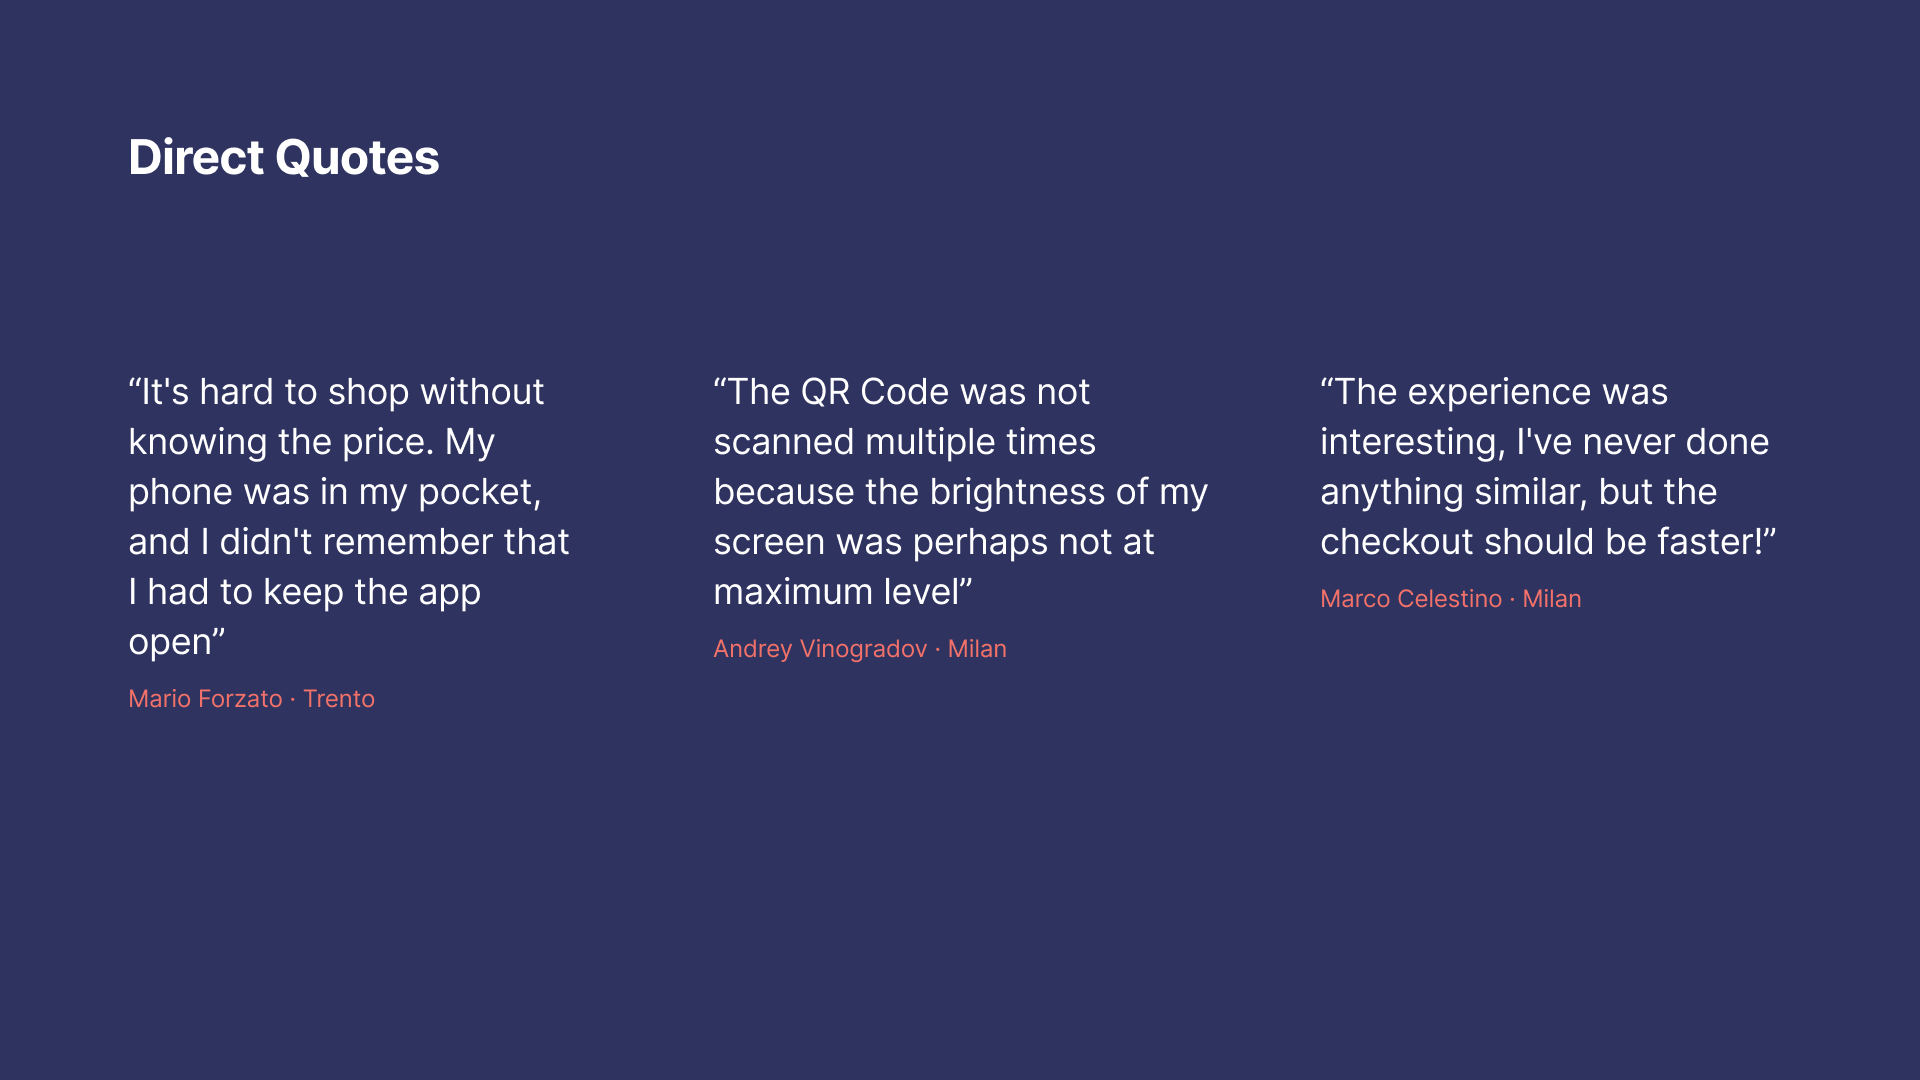 Direct Quotes
“It's hard to shop without
knowing the price. My
phone was in my pocket,
and I didn't remember that
I had to keep the app
open”
Mario Forzato · Trento
“The QR Code was not
scanned multiple times
because the brightness of my
screen was perhaps not at
maximum level”
Andrey Vinogradov · Milan
“The experience was
interesting, I've never done
anything similar, but the
checkout should be faster!”
Marco Celestino · Milan